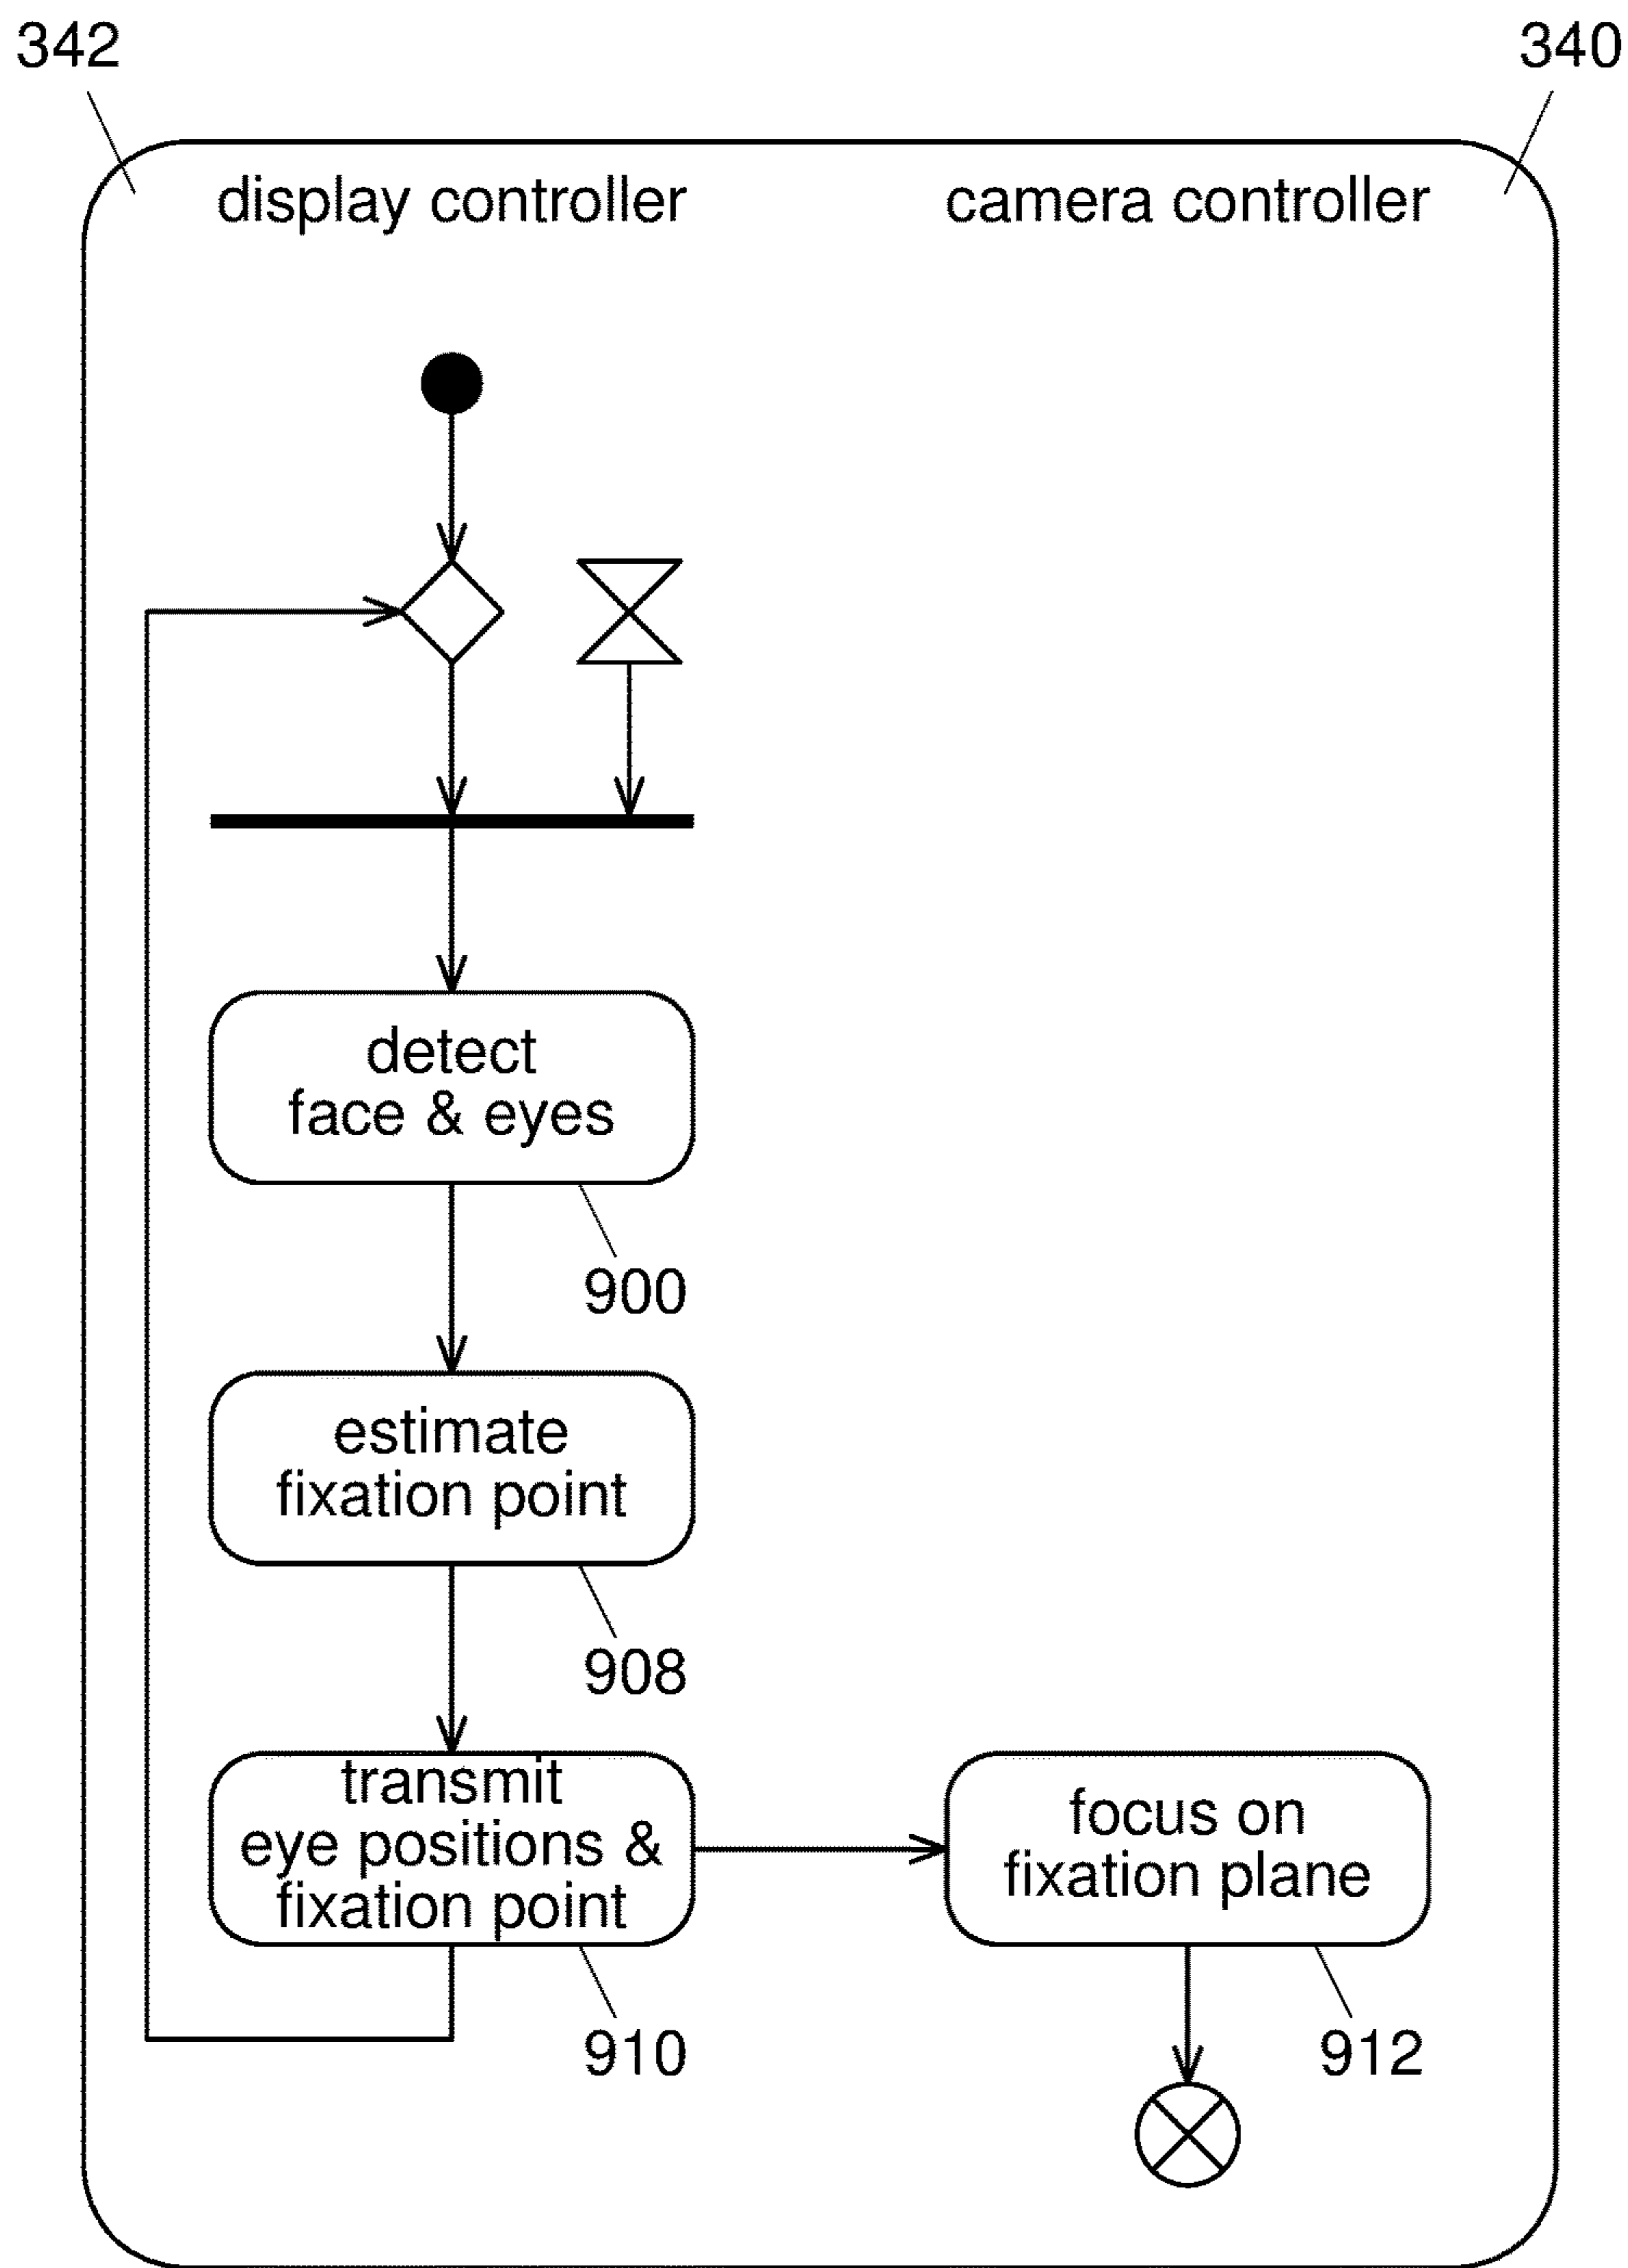 342
340
display controller
camera controller
detect
face & eyes
900
estimate
fixation point
908
transmit
eye positions &
fixation point
910
focus on
fixation plane
912